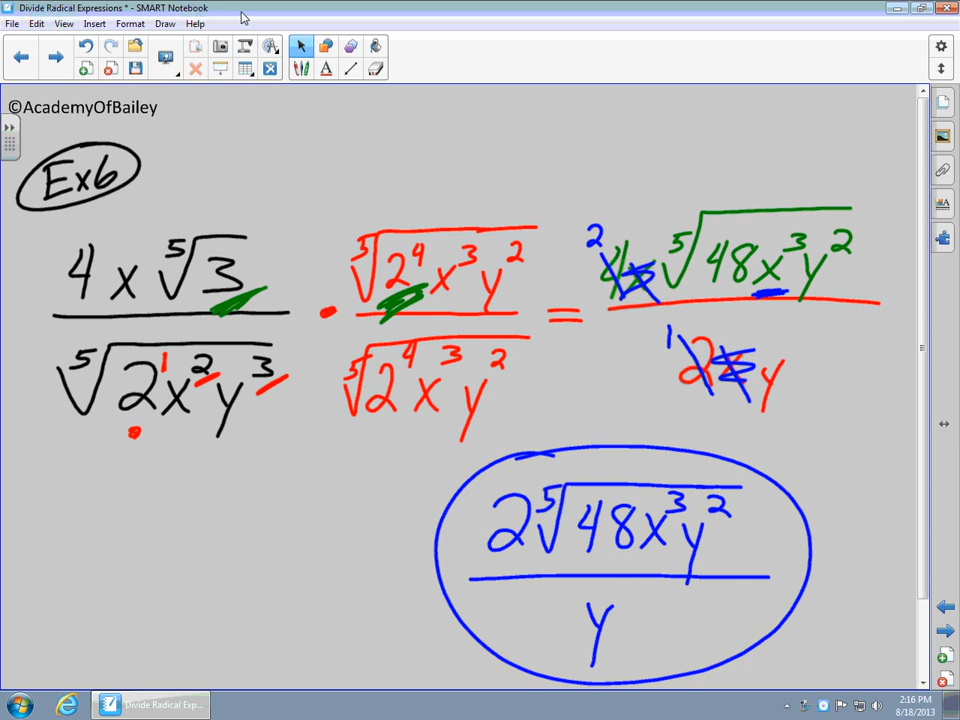 Divide Radical Expressions * - SMART Notebook
File Edit View Insert Format Draw Help
©AcademyOfBailey
Ex6
4x ⁵√3 / ⁵√(2¹x²y³) · ⁵√(2⁴x³y²) / ⁵√(2⁴x³y²) = 2 4x ⁵√(48x³y²) / 1 2xy
2 ⁵√(48x³y²) / y
Divide Radical Exp...
2:16 PM
8/18/2013